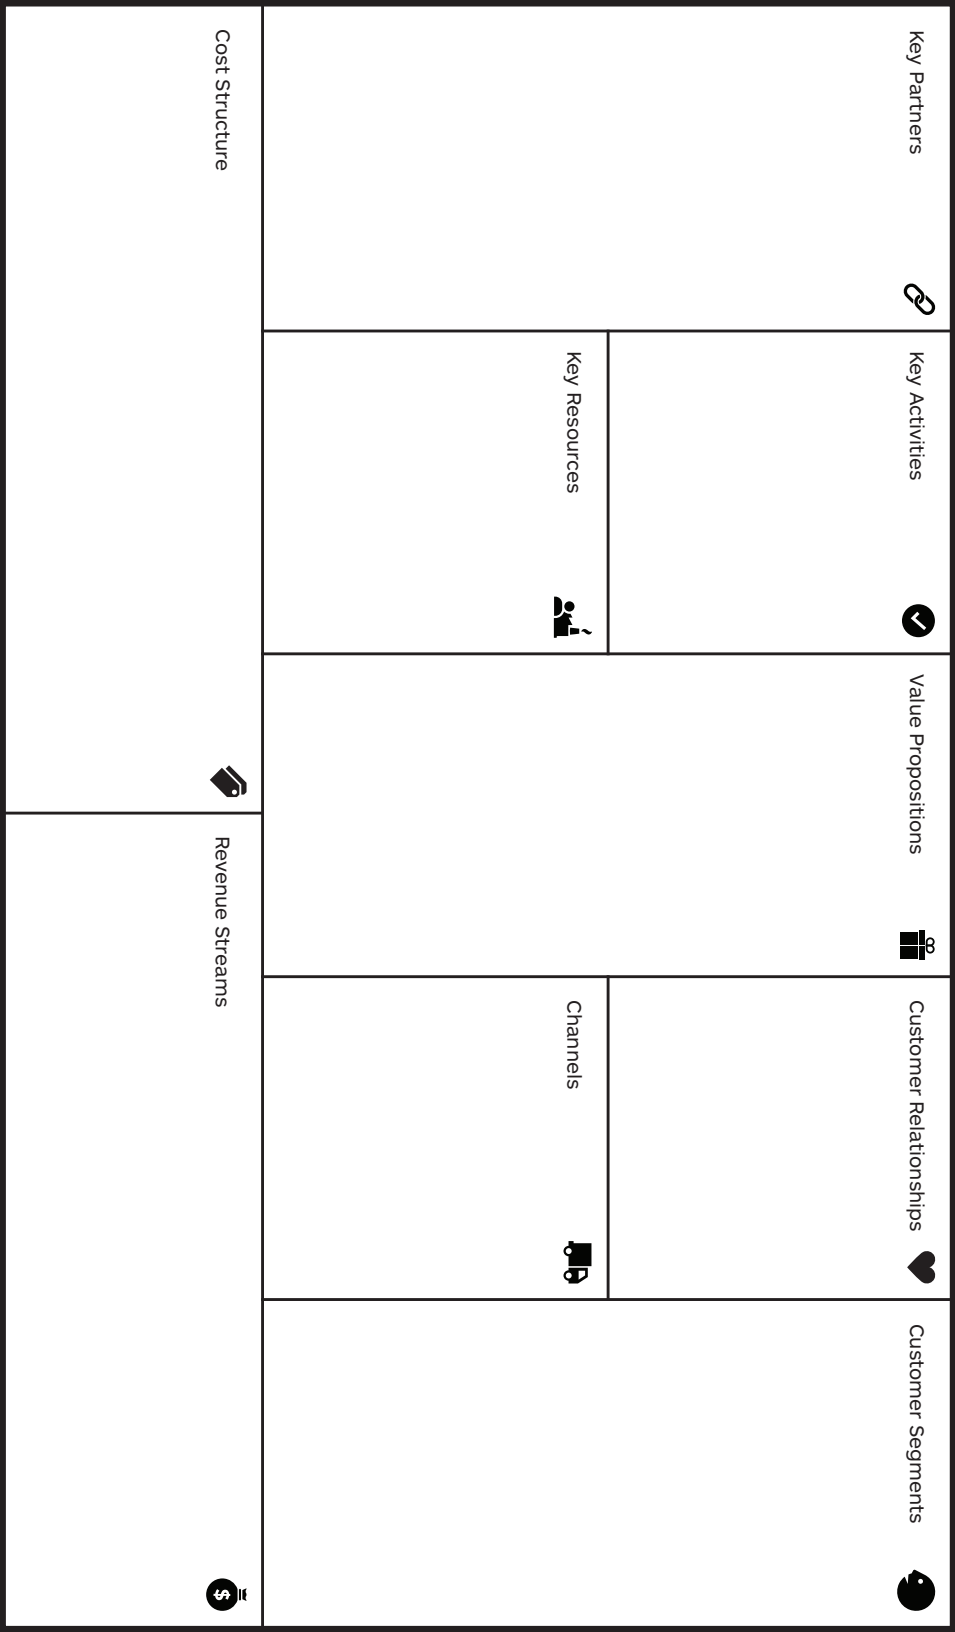 Key Partners
Key Activities
Key Resources
Value Propositions
Customer Relationships
Channels
Customer Segments
Cost Structure
Revenue Streams
$